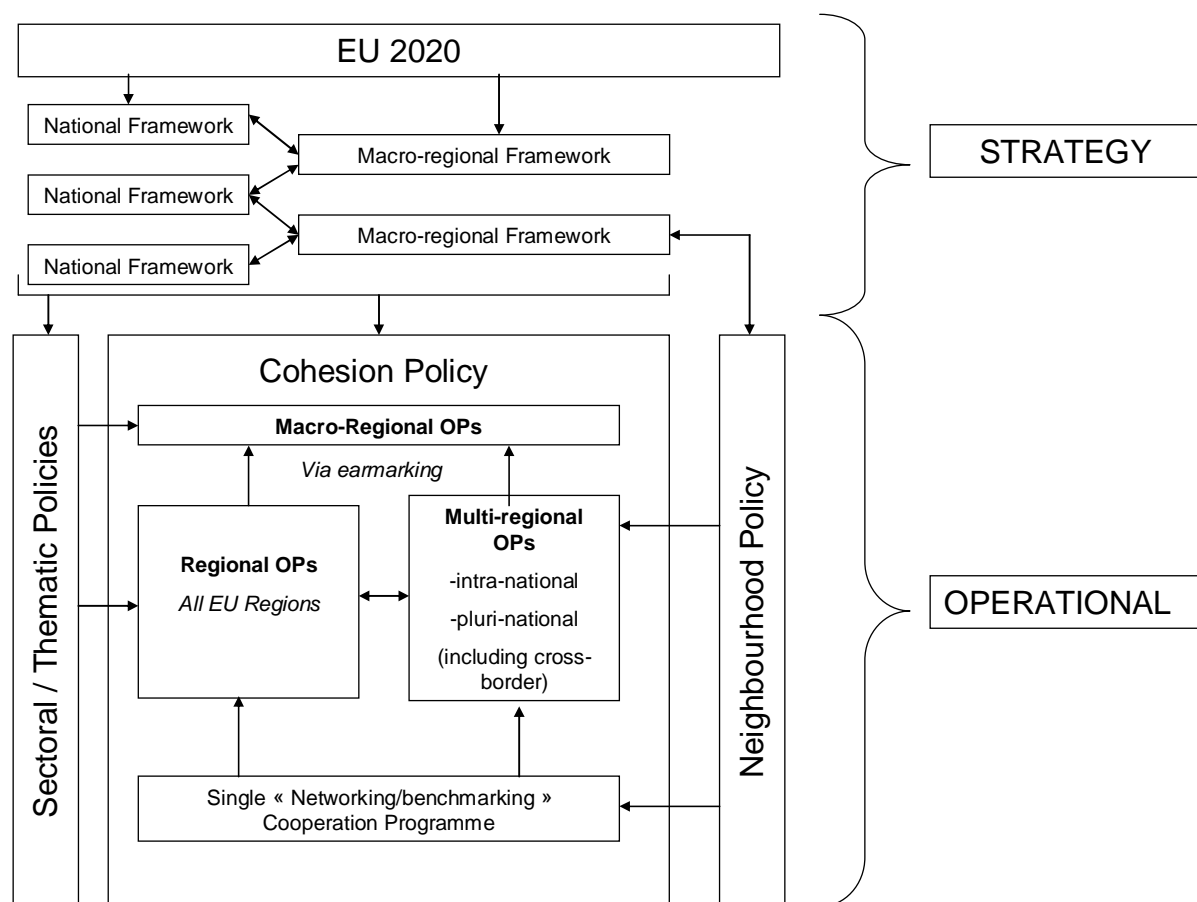 EU 2020
National Framework
Macro-regional Framework
STRATEGY
National Framework
Macro-regional Framework
National Framework
Sectoral / Thematic Policies
Cohesion Policy
Macro-Regional OPs
Via earmarking
Regional OPs
All EU Regions
Multi-regional
OPs
-intra-national
-pluri-national
(including cross-
border)
Single « Networking/benchmarking »
Cooperation Programme
Neighbourhood Policy
OPERATIONAL